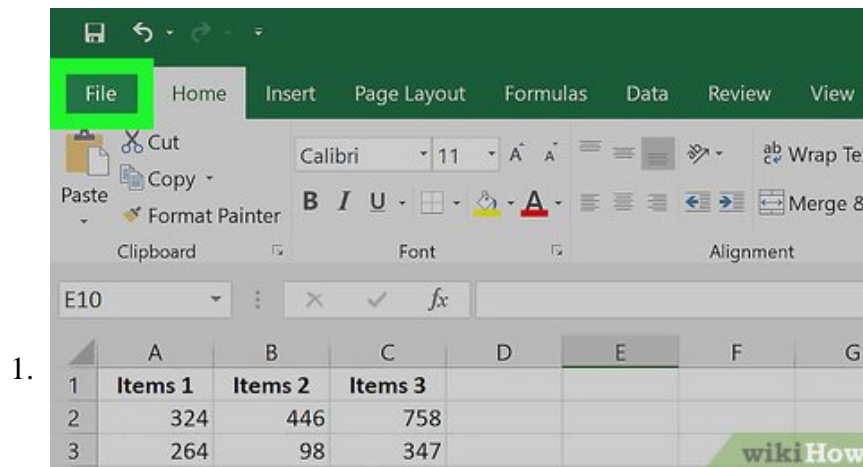 File Home Insert Page Layout Formulas Data Review View
Cut
Calibri 11 A A ab Wrap Te
Copy
Paste
Format Painter B I U A Merge &
Clipboard Font Alignment
E10 fx
A B C D E F G
1.
1 Items 1 Items 2 Items 3
2 324 446 758
3 264 98 347
wikiHow